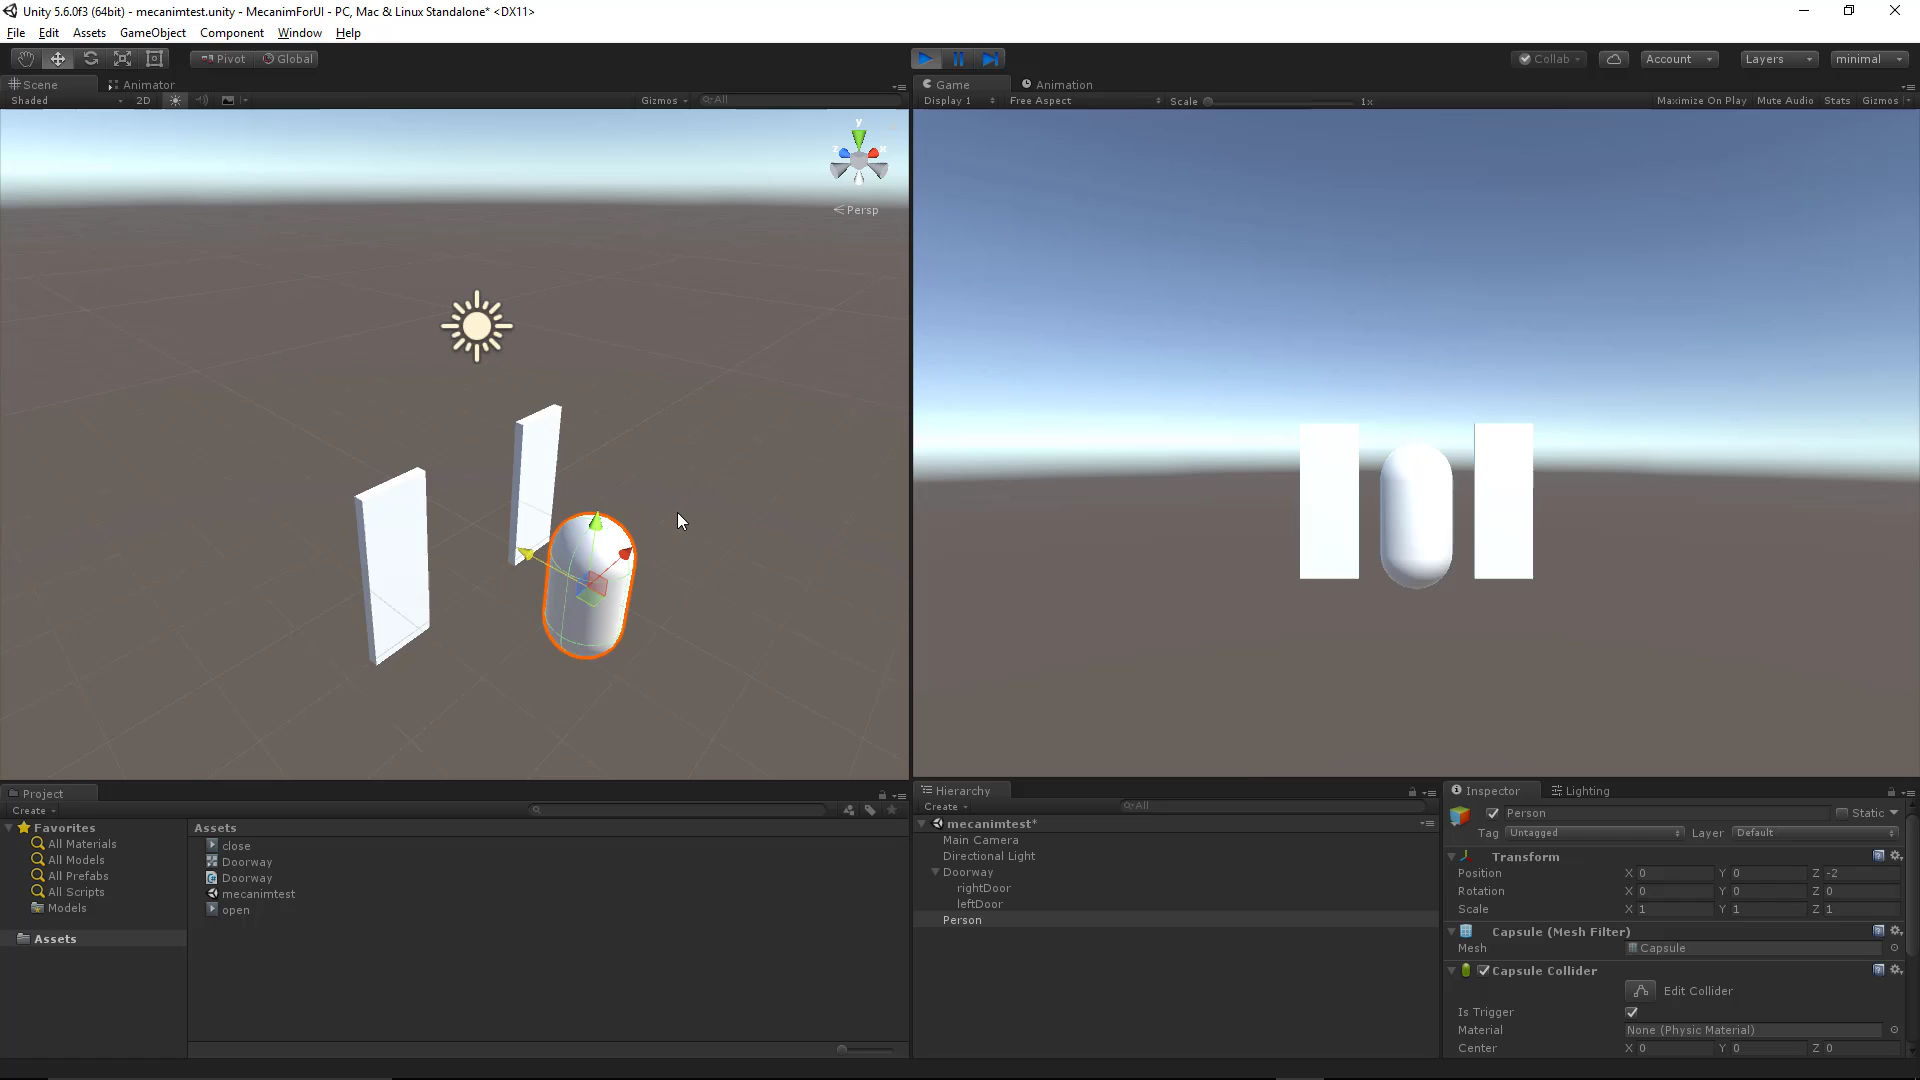 Unity 5.6.0f3 (64bit) - mecanimtest.unity - MecanimForUI - PC, Mac & Linux Standalone* <DX11>
File Edit Assets GameObject Component Window Help
Pivot Global Collab Account Layers minimal
Scene Animator
Game Animation
Shaded 2D Gizmos All
Display 1 Free Aspect Scale 1x Maximize On Play Mute Audio Stats Gizmos
y
z x
Persp
Project
Create
Favorites
All Materials
All Models
All Prefabs
All Scripts
Models
Assets
Assets
close
Doorway
Doorway
mecanimtest
open
Hierarchy
Create All
mecanimtest*
Main Camera
Directional Light
Doorway
rightDoor
leftDoor
Person
Inspector Lighting
Person Static
Tag Untagged Layer Default
Transform
Position X 0 Y 0 Z -2
Rotation X 0 Y 0 Z 0
Scale X 1 Y 1 Z 1
Capsule (Mesh Filter)
Mesh Capsule
Capsule Collider
Edit Collider
Is Trigger
Material None (Physic Material)
Center X 0 Y 0 Z 0